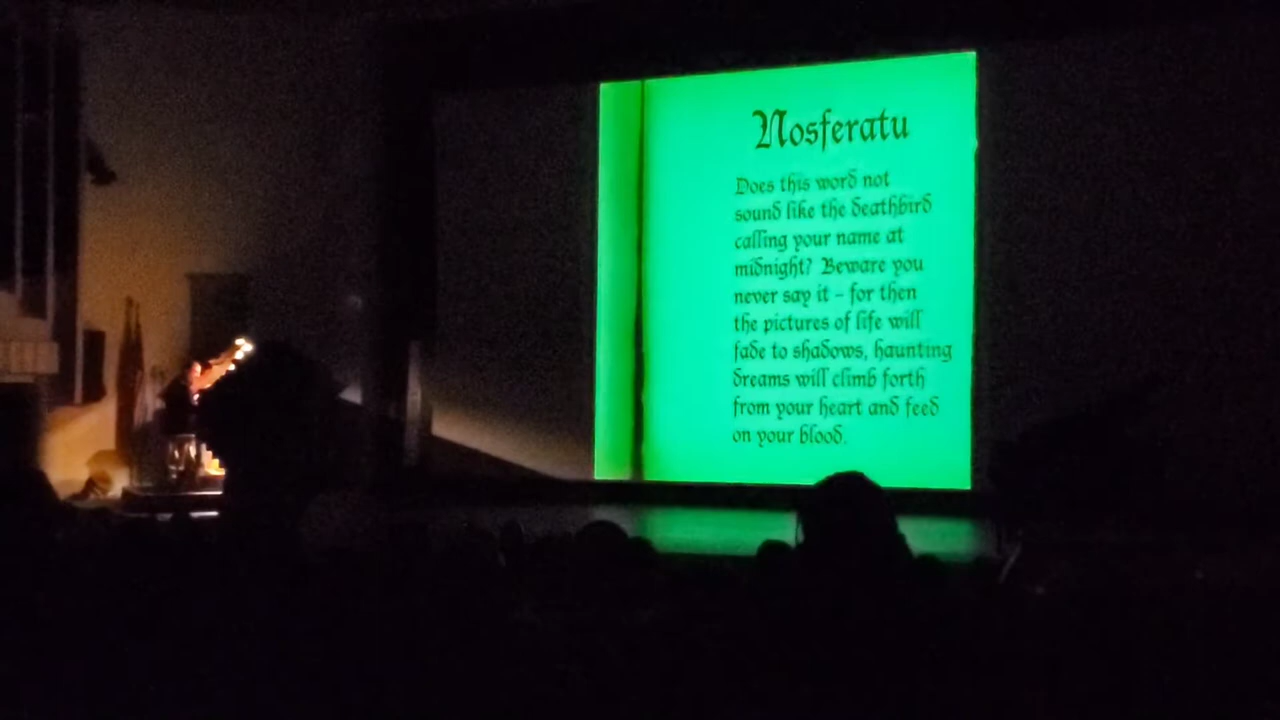 Nosferatu
Does this word not
sound like the deathbird
calling your name at
midnight? Beware you
never say it – for then
the pictures of life will
fade to shadows, haunting
dreams will climb forth
from your heart and feed
on your blood.